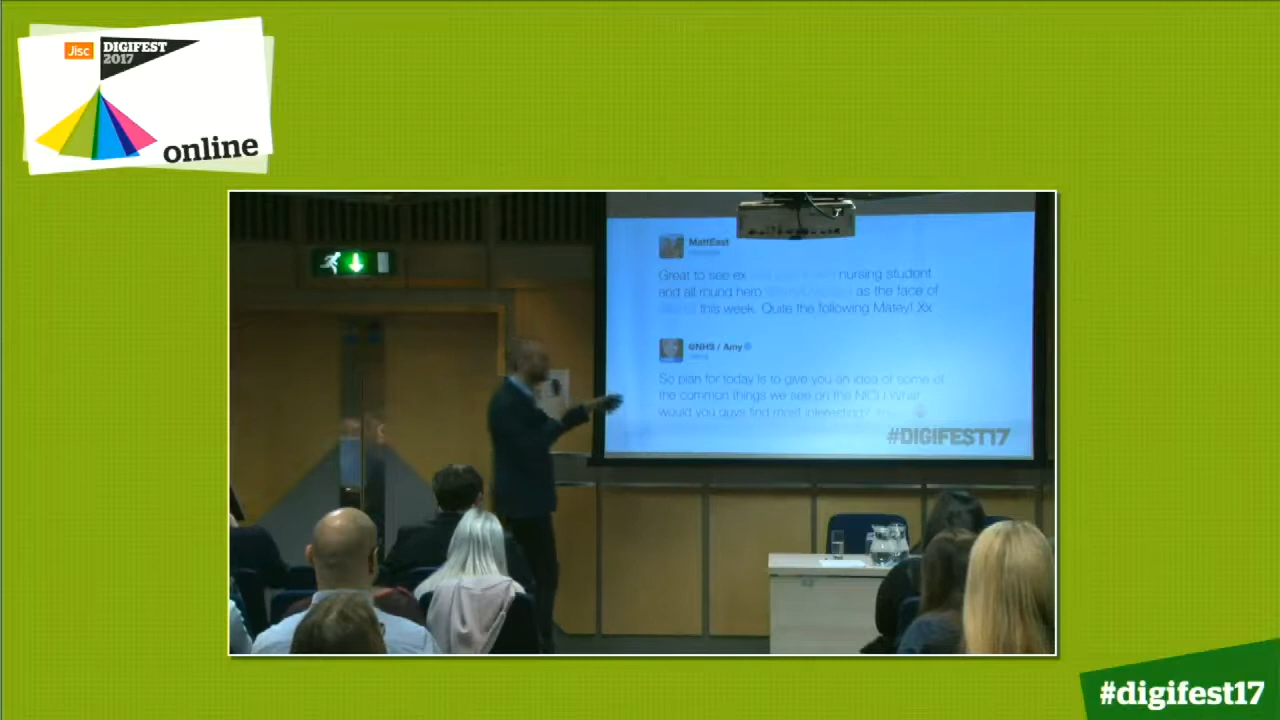 Jisc
DIGIFEST
2017
online
MattEast
Great to see ex nursing student
and all round hero as the face of
this week. Quite the following Matey! Xx
@NHS / Amy
So plan for today is to give you an idea of some of
the common things we see on the NICU What
would you guys find most interesting?
#DIGIFEST17
#digifest17